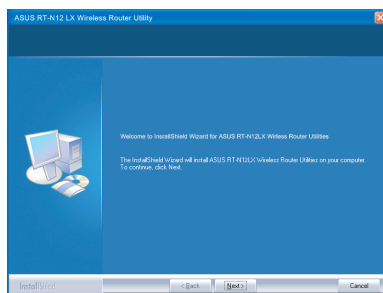 ASUS RT-N12 LX Wireless Router Utility
Welcome to InstallShield Wizard for ASUS RT-N12LX Wirless Router Utilities
The InstallShield Wizard will install ASUS RT-N12LX Wireless Router Utilities on your computer.
To continue, click Next.
InstallShield
< Back
Next >
Cancel